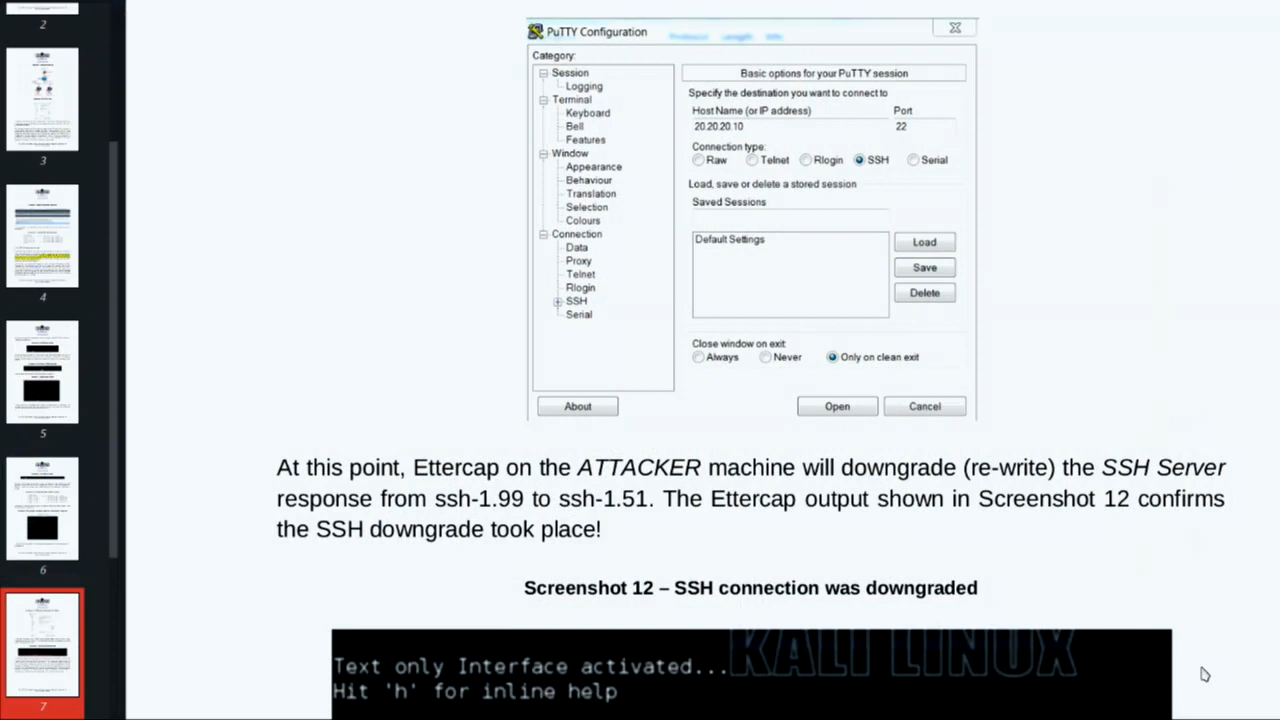 2
3
4
5
6
7
PuTTY Configuration
Category:
Session
Logging
Terminal
Keyboard
Bell
Features
Window
Appearance
Behaviour
Translation
Selection
Colours
Connection
Data
Proxy
Telnet
Rlogin
SSH
Serial
Basic options for your PuTTY session
Specify the destination you want to connect to
Host Name (or IP address) Port
20.20.20.10 22
Connection type:
Raw Telnet Rlogin SSH Serial
Load, save or delete a stored session
Saved Sessions
Default Settings
Load
Save
Delete
Close window on exit:
Always Never Only on clean exit
About Open Cancel
At this point, Ettercap on the ATTACKER machine will downgrade (re-write) the SSH Server
response from ssh-1.99 to ssh-1.51. The Ettercap output shown in Screenshot 12 confirms
the SSH downgrade took place!
Screenshot 12 – SSH connection was downgraded
KALI LINUX
Text only Interface activated...
Hit 'h' for inline help